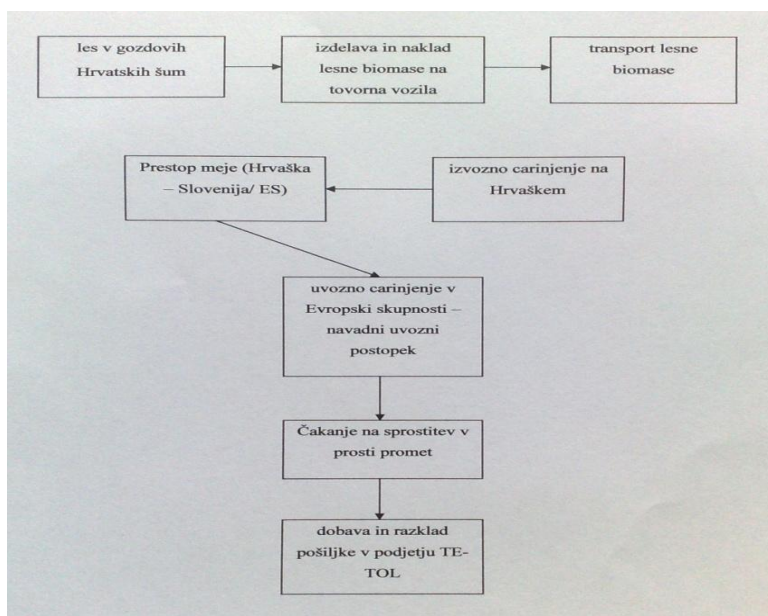 les v gozdovih
Hrvatskih šum
izdelava in naklad
lesne biomase na
tovorna vozila
transport lesne
biomase
Prestop meje (Hrvaška
– Slovenija/ ES)
izvozno carinjenje na
Hrvaškem
uvozno carinjenje v
Evropski skupnosti –
navadni uvozni
postopek
Čakanje na sprostitev v
prosti promet
dobava in razklad
pošiljke v podjetju TE-
TOL